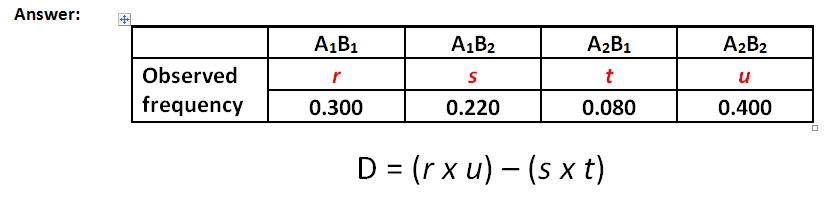 Answer:
A₁B₁ A₁B₂ A₂B₁ A₂B₂
Observed frequency r s t u
0.300 0.220 0.080 0.400
D = (r x u) – (s x t)